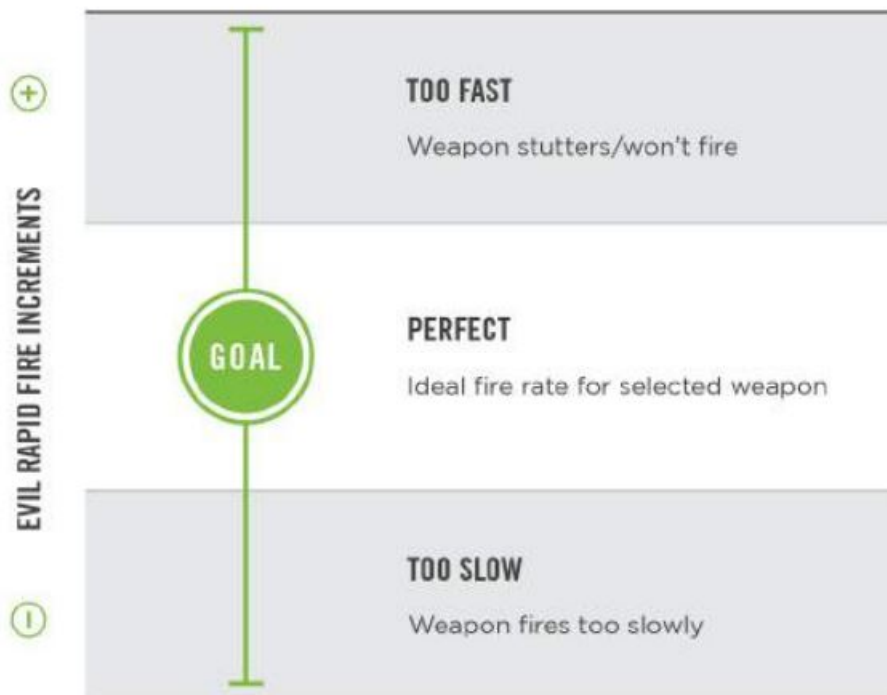 EVIL RAPID FIRE INCREMENTS
+
TOO FAST
Weapon stutters/won't fire
GOAL
PERFECT
Ideal fire rate for selected weapon
TOO SLOW
Weapon fires too slowly